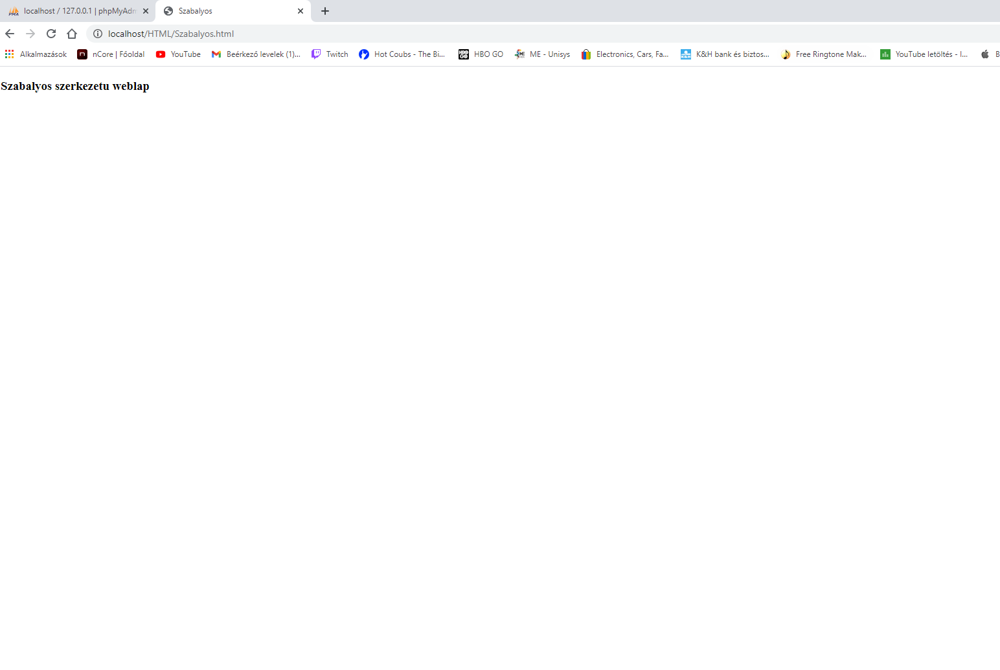 localhost / 127.0.0.1 | phpMyAdm
Szabalyos
localhost/HTML/Szabalyos.html
Alkalmazások nCore | Főoldal YouTube Beérkező levelek (1)... Twitch Hot Coubs - The Bi... HBO GO ME - Unisys Electronics, Cars, Fa... K&H bank és biztos... Free Ringtone Mak... YouTube letöltés - I... B
Szabalyos szerkezetu weblap